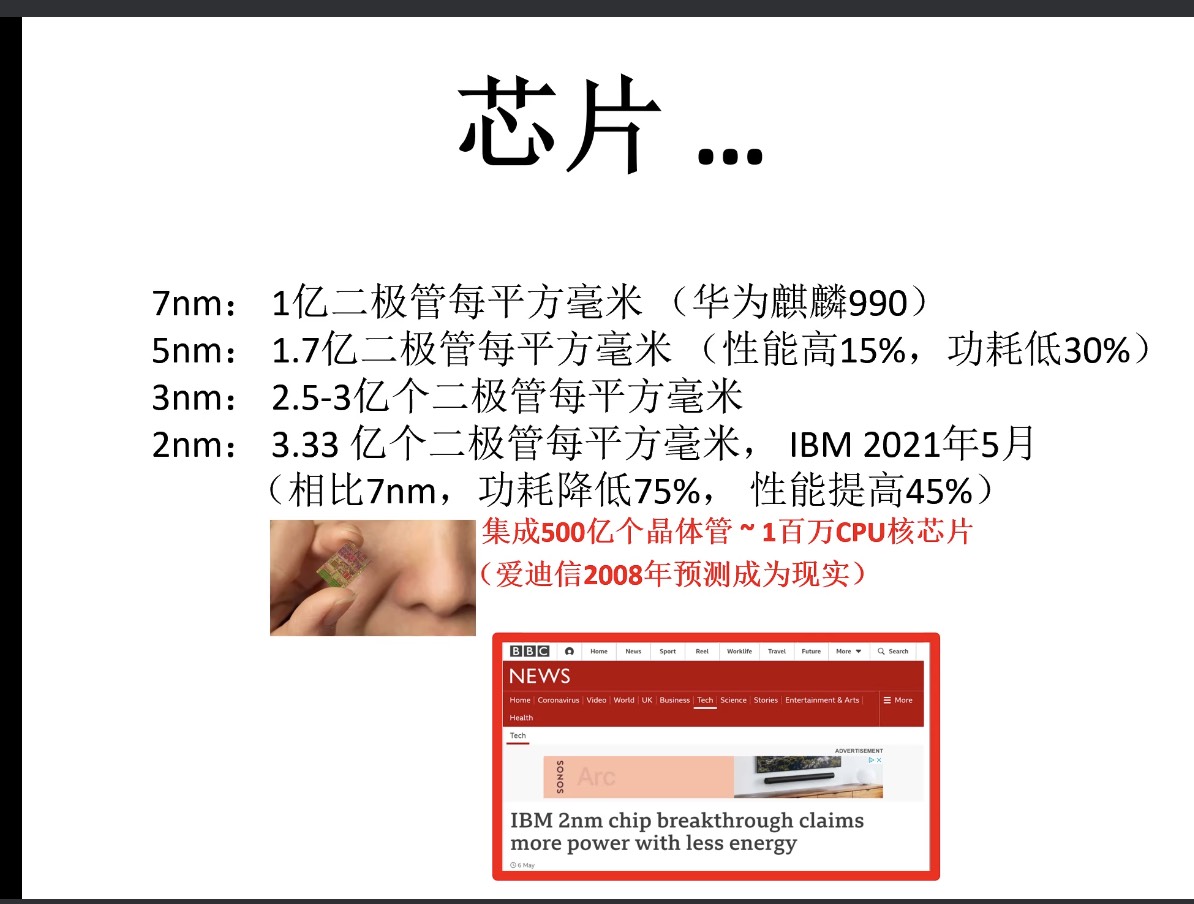 芯片 ...
7nm： 1亿二极管每平方毫米 （华为麒麟990）
5nm： 1.7亿二极管每平方毫米 （性能高15%，功耗低30%）
3nm： 2.5-3亿个二极管每平方毫米
2nm： 3.33 亿个二极管每平方毫米， IBM 2021年5月
（相比7nm，功耗降低75%， 性能提高45%）
集成500亿个晶体管 ~ 1百万CPU核芯片
（爱迪信2008年预测成为现实）
BBC Home News Sport Reel Worklife Travel Future More Search
NEWS
Home Coronavirus Video World UK Business Tech Science Stories Entertainment & Arts More
Health
Tech
ADVERTISEMENT
SONOS Arc
IBM 2nm chip breakthrough claims
more power with less energy
6 May